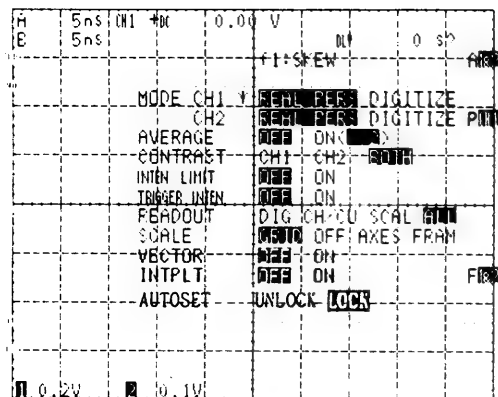 A 5ns CH1 DC 0.00 V
B 5ns DLY 0 s
f1:SKEW
MODE CH1 * REAL PERS DIGITIZE
CH2 REAL PERS DIGITIZE
AVERAGE OFF ON
CONTRAST CH1 CH2 BOTH
INTEN LIMIT OFF ON
TRIGGER INTEN OFF ON
READOUT DIG CH/CU SCAL ALL
SCALE GRID OFF AXES FRAM
VECTOR OFF ON
INTPLT OFF ON
AUTOSET UNLOCK LOCK
1 0.2V 2 0.1V